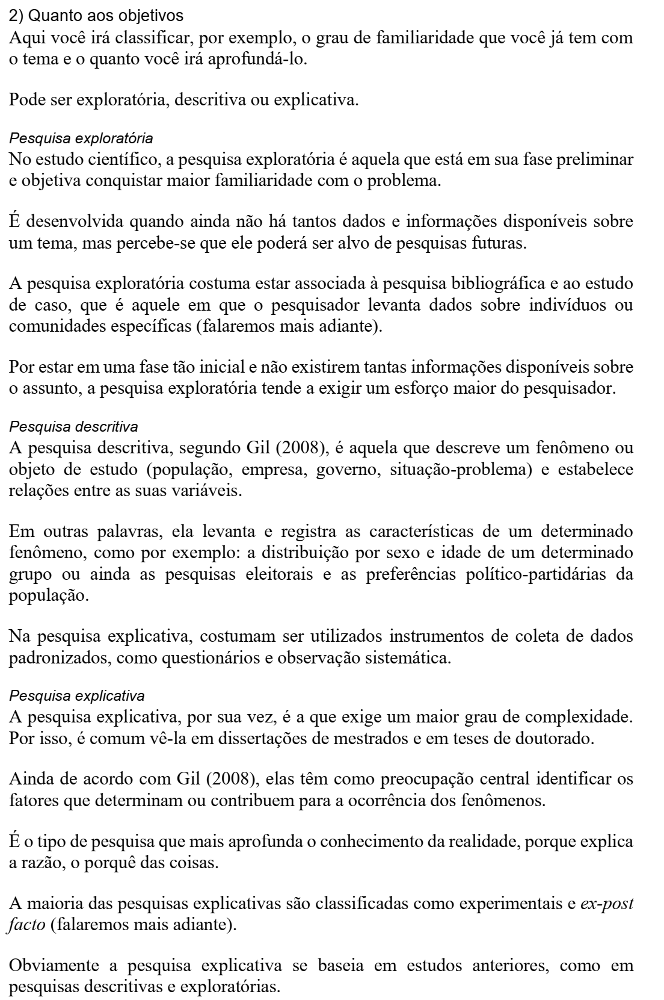 2) Quanto aos objetivos
Aqui você irá classificar, por exemplo, o grau de familiaridade que você já tem com
o tema e o quanto você irá aprofundá-lo.
Pode ser exploratória, descritiva ou explicativa.
Pesquisa exploratória
No estudo científico, a pesquisa exploratória é aquela que está em sua fase preliminar
e objetiva conquistar maior familiaridade com o problema.
É desenvolvida quando ainda não há tantos dados e informações disponíveis sobre
um tema, mas percebe-se que ele poderá ser alvo de pesquisas futuras.
A pesquisa exploratória costuma estar associada à pesquisa bibliográfica e ao estudo
de caso, que é aquele em que o pesquisador levanta dados sobre indivíduos ou
comunidades específicas (falaremos mais adiante).
Por estar em uma fase tão inicial e não existirem tantas informações disponíveis sobre
o assunto, a pesquisa exploratória tende a exigir um esforço maior do pesquisador.
Pesquisa descritiva
A pesquisa descritiva, segundo Gil (2008), é aquela que descreve um fenômeno ou
objeto de estudo (população, empresa, governo, situação-problema) e estabelece
relações entre as suas variáveis.
Em outras palavras, ela levanta e registra as características de um determinado
fenômeno, como por exemplo: a distribuição por sexo e idade de um determinado
grupo ou ainda as pesquisas eleitorais e as preferências político-partidárias da
população.
Na pesquisa explicativa, costumam ser utilizados instrumentos de coleta de dados
padronizados, como questionários e observação sistemática.
Pesquisa explicativa
A pesquisa explicativa, por sua vez, é a que exige um maior grau de complexidade.
Por isso, é comum vê-la em dissertações de mestrados e em teses de doutorado.
Ainda de acordo com Gil (2008), elas têm como preocupação central identificar os
fatores que determinam ou contribuem para a ocorrência dos fenômenos.
É o tipo de pesquisa que mais aprofunda o conhecimento da realidade, porque explica
a razão, o porquê das coisas.
A maioria das pesquisas explicativas são classificadas como experimentais e ex-post
facto (falaremos mais adiante).
Obviamente a pesquisa explicativa se baseia em estudos anteriores, como em
pesquisas descritivas e exploratórias.